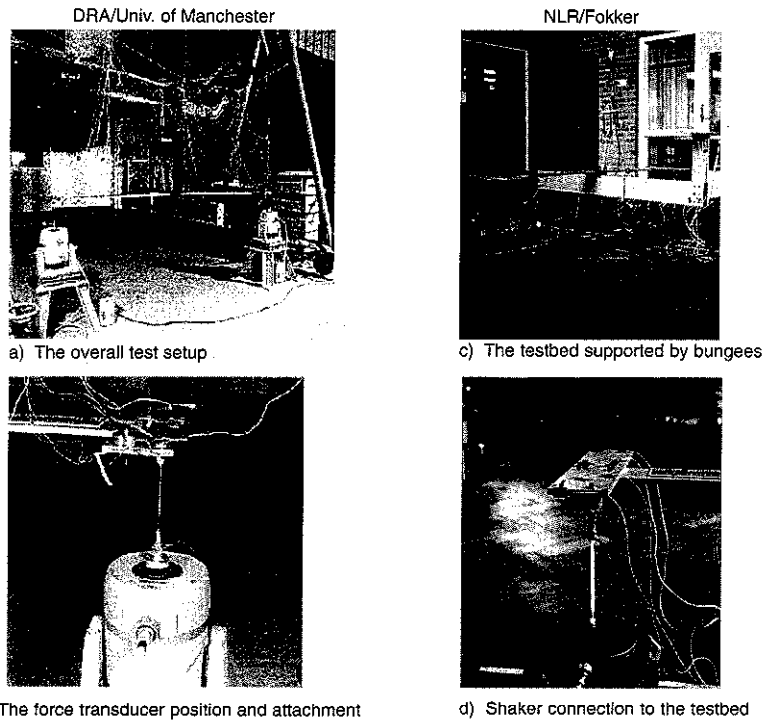 DRA/Univ. of Manchester
NLR/Fokker
a) The overall test setup
c) The testbed supported by bungees
The force transducer position and attachment
d) Shaker connection to the testbed